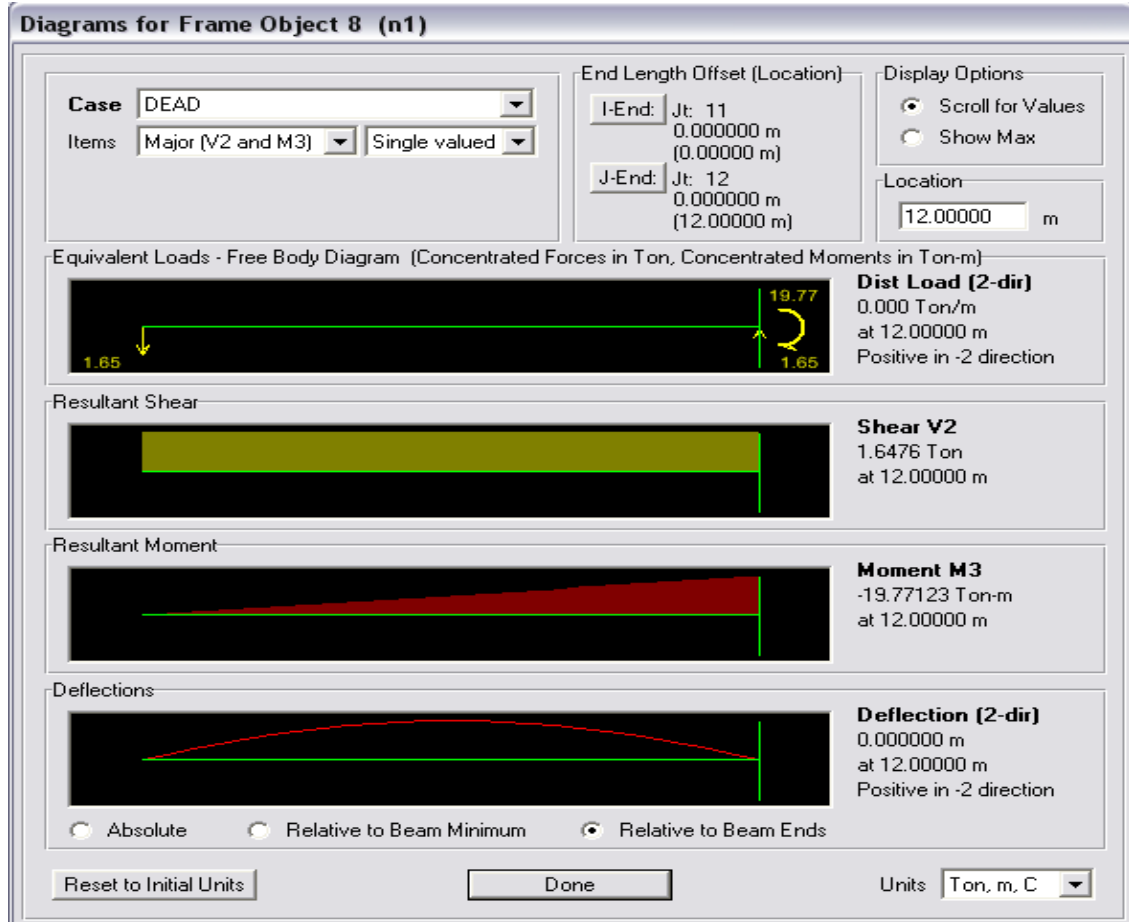 Diagrams for Frame Object 8 (n1)
Case DEAD
Items Major (V2 and M3) Single valued
End Length Offset (Location)
I-End: Jt: 11
0.000000 m
(0.00000 m)
J-End: Jt: 12
0.000000 m
(12.00000 m)
Display Options
Scroll for Values
Show Max
Location
12.00000 m
Equivalent Loads - Free Body Diagram (Concentrated Forces in Ton, Concentrated Moments in Ton-m)
19.77
1.65 1.65
Dist Load (2-dir)
0.000 Ton/m
at 12.00000 m
Positive in -2 direction
Resultant Shear
Shear V2
1.6476 Ton
at 12.00000 m
Resultant Moment
Moment M3
-19.77123 Ton-m
at 12.00000 m
Deflections
Deflection (2-dir)
0.000000 m
at 12.00000 m
Positive in -2 direction
Absolute Relative to Beam Minimum Relative to Beam Ends
Reset to Initial Units Done Units Ton, m, C